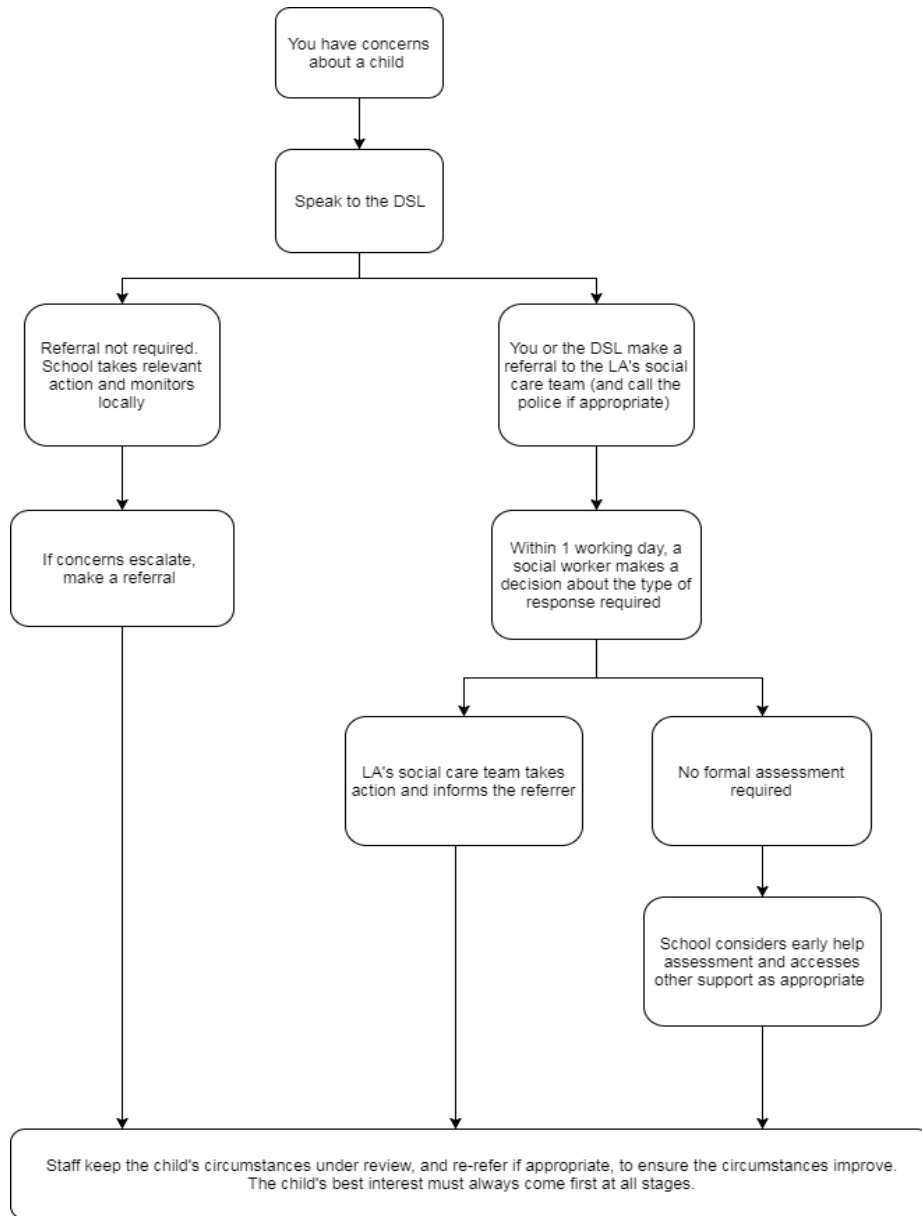 You have concerns
about a child
Speak to the DSL
Referral not required.
School takes relevant
action and monitors
locally
You or the DSL make a
referral to the LA's social
care team (and call the
police if appropriate)
If concerns escalate,
make a referral
Within 1 working day, a
social worker makes a
decision about the type of
response required
LA's social care team takes
action and informs the referrer
No formal assessment
required
School considers early help
assessment and accesses
other support as appropriate
Staff keep the child's circumstances under review, and re-refer if appropriate, to ensure the circumstances improve.
The child's best interest must always come first at all stages.